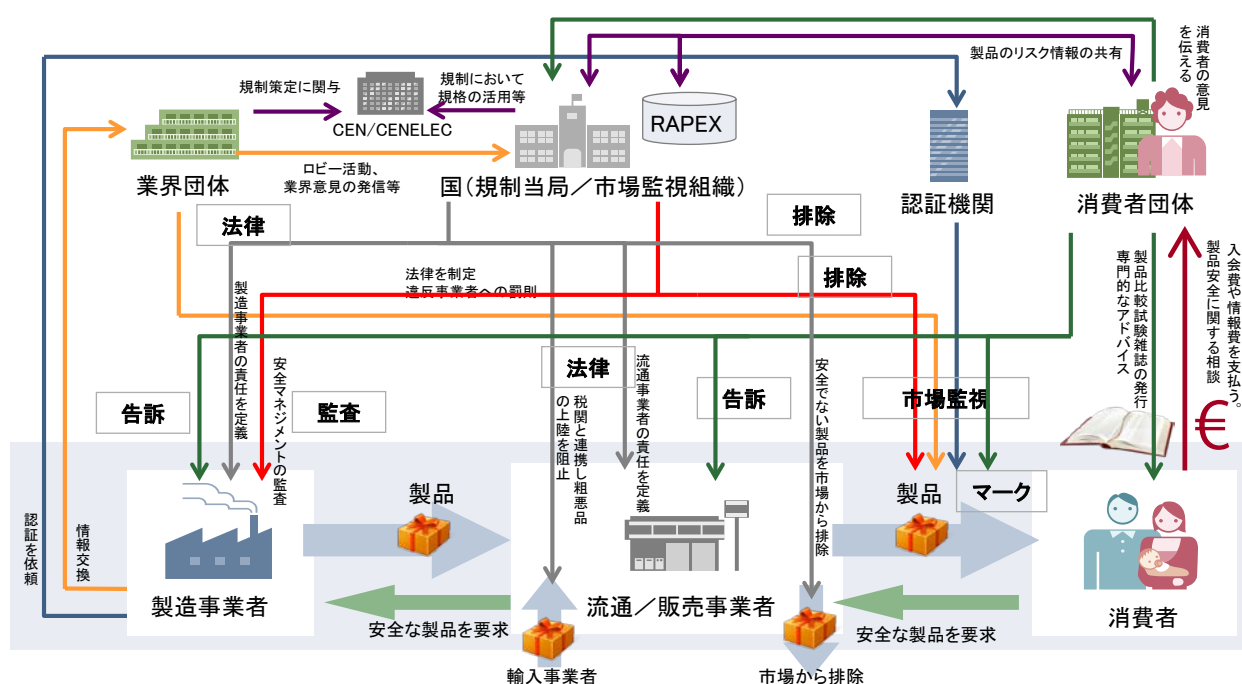 消費者の意見
を伝える
製品のリスク情報の共有
規制策定に関与
規制において
規格の活用等
CEN/CENELEC
RAPEX
ロビー活動、
業界意見の発信等
業界団体
国(規制当局/市場監視組織)
認証機関
消費者団体
法律
排除
排除
法律を制定
違反事業者への罰則
製造事業者の責任を定義
安全マネジメントの監査
告訴
監査
法律
税関と連携し粗悪品
の上陸を阻止
流通事業者の責任を定義
告訴
安全でない製品を市場から排除
市場監視
製品比較試験雑誌の発行
専門的なアドバイス
入会費や情報費を支払う。
製品安全に関する相談
€
認証を依頼
情報交換
製品
製品
マーク
製造事業者
流通/販売事業者
消費者
安全な製品を要求
安全な製品を要求
輸入事業者
市場から排除